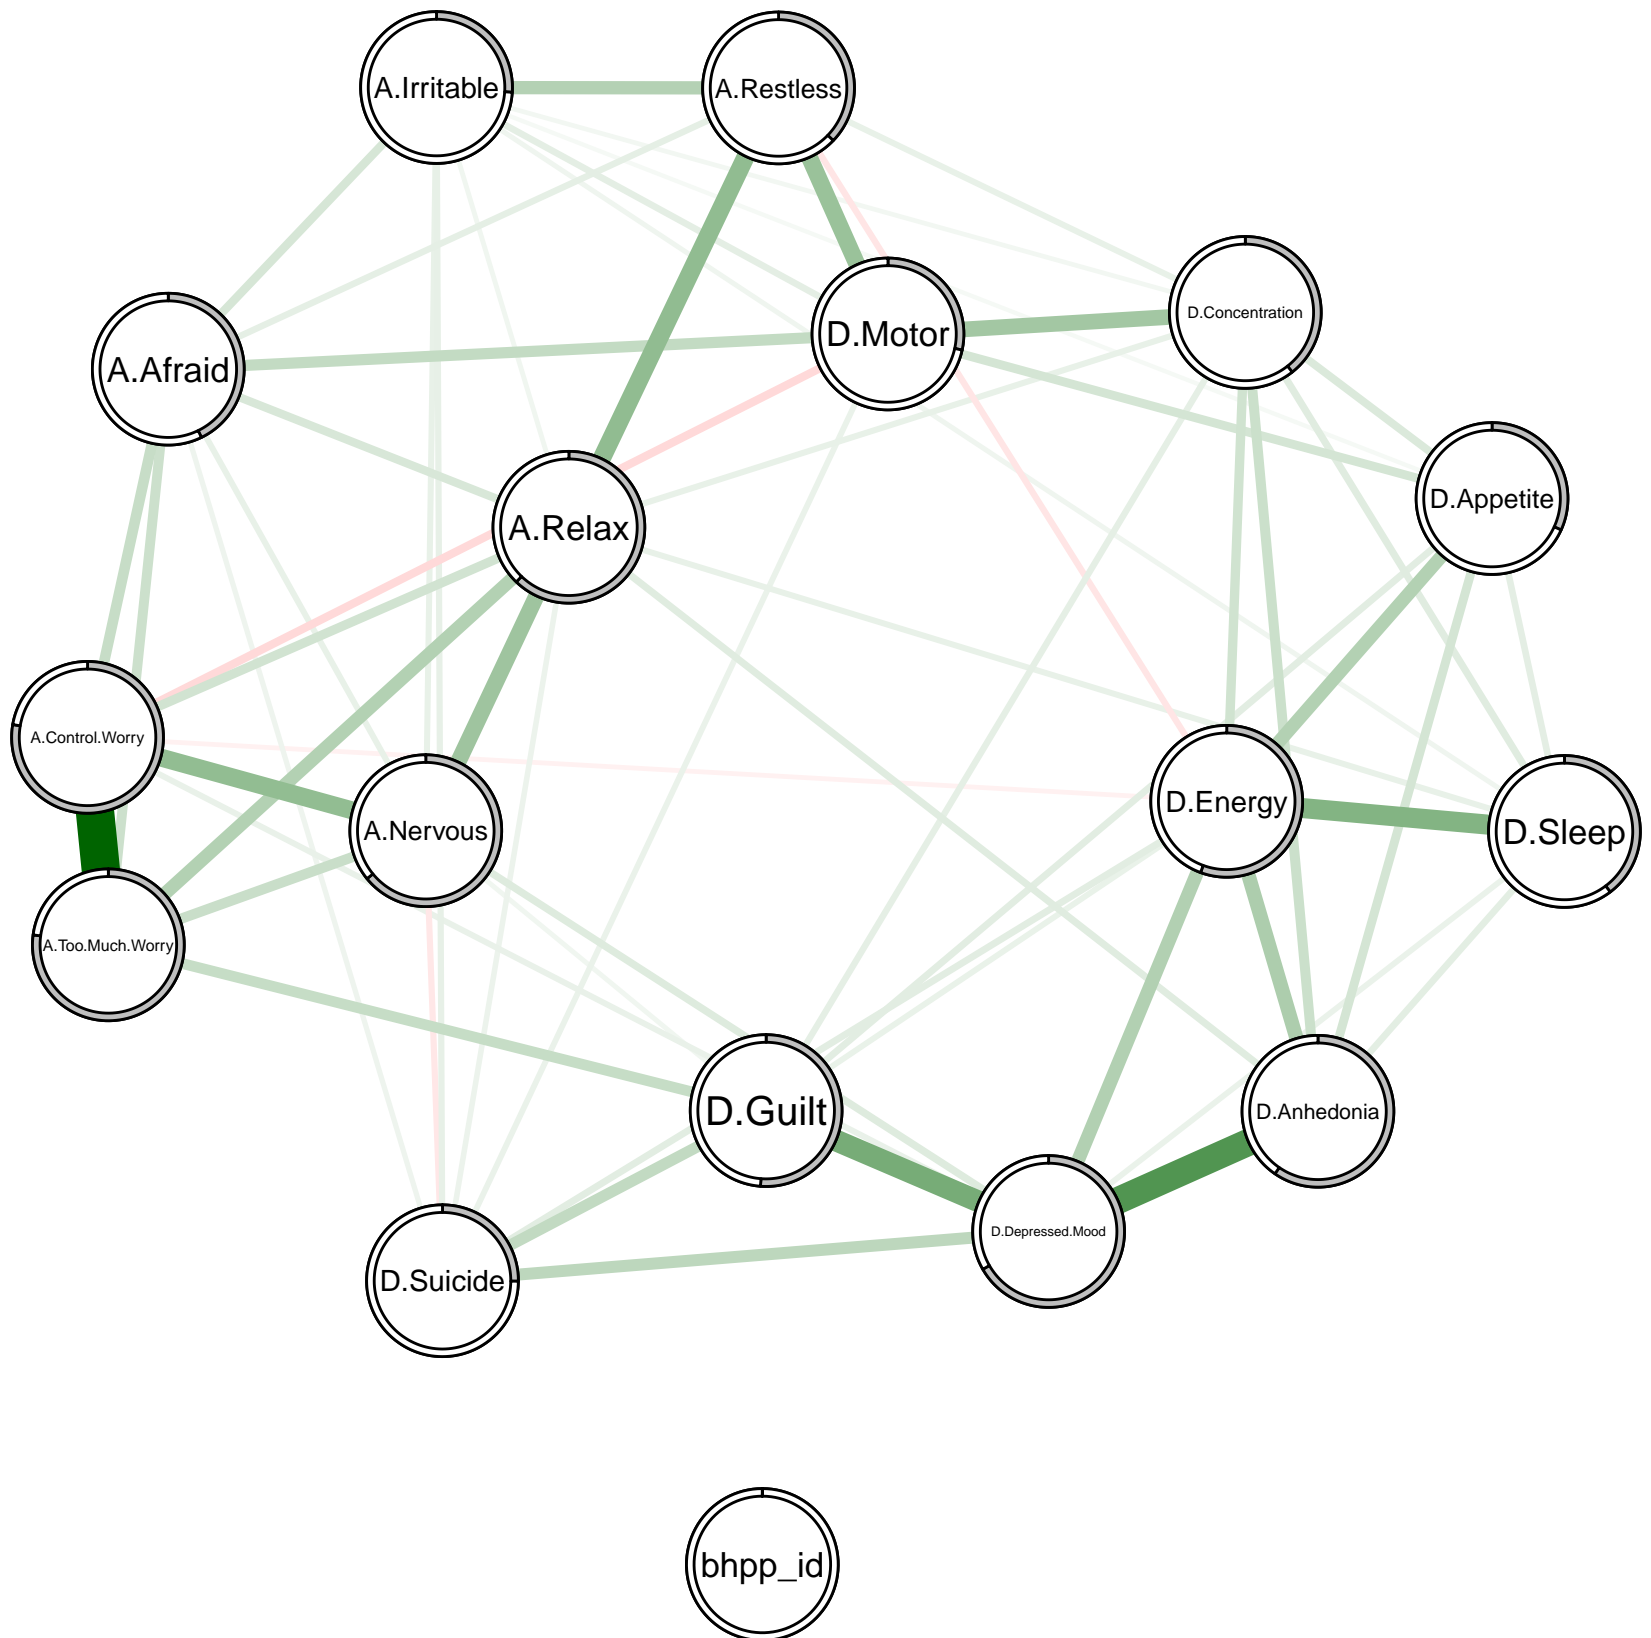 A.Irritable
A.Restless
D.Concentration
D.Motor
A.Afraid
D.Appetite
A.Relax
A.Control.Worry
D.Energy
A.Nervous
D.Sleep
A.Too.Much.Worry
D.Guilt
D.Anhedonia
D.Depressed.Mood
D.Suicide
bhpp_id